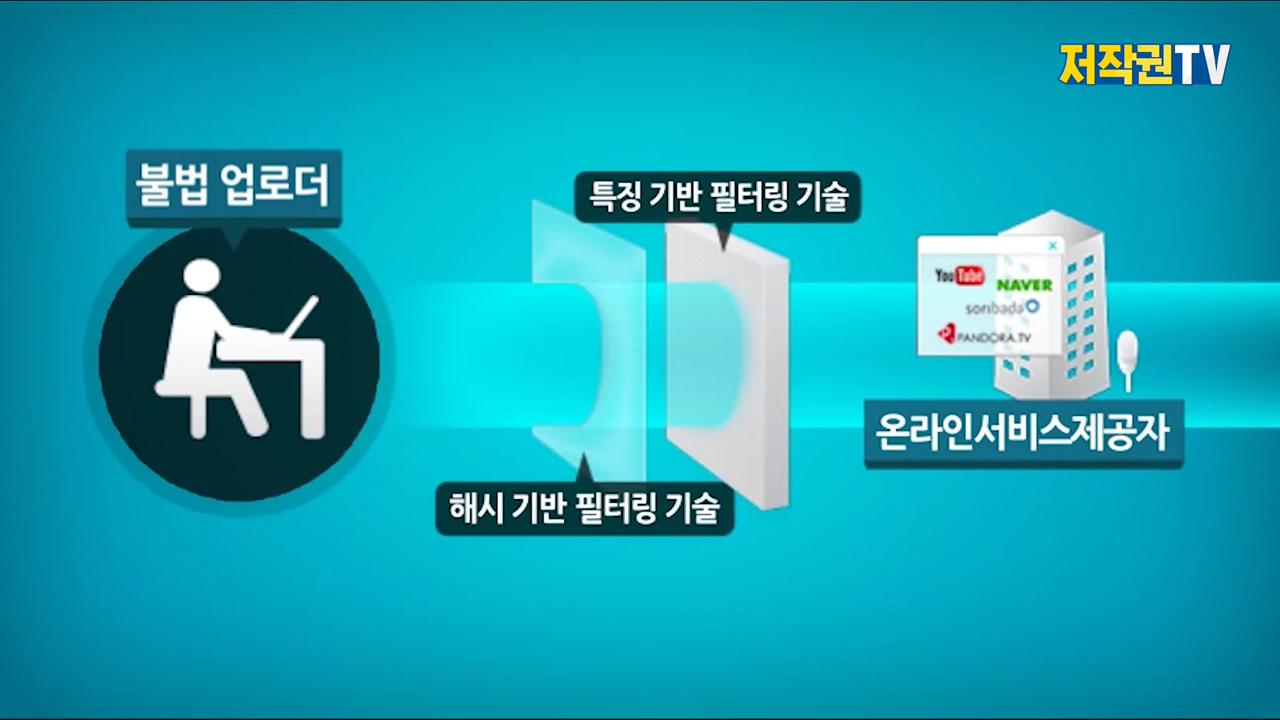 저작권TV
불법 업로더
특징 기반 필터링 기술
YouTube
NAVER
soribada
PANDORA.TV
온라인서비스제공자
해시 기반 필터링 기술